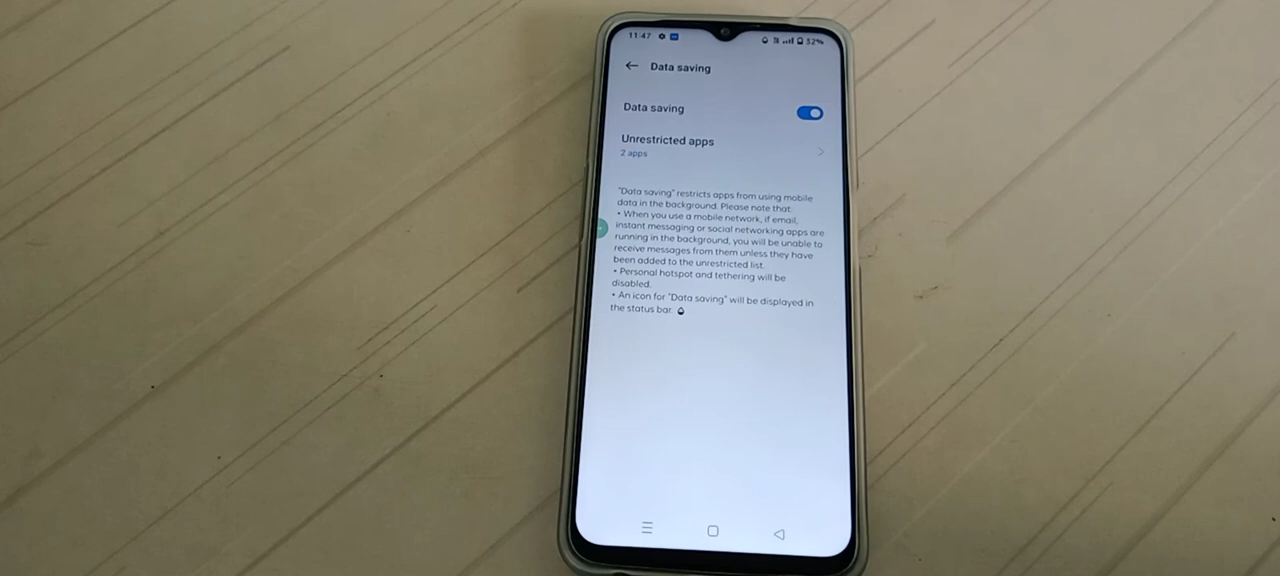 11:47 32%
Data saving
Data saving
Unrestricted apps
2 apps
"Data saving" restricts apps from using mobile
data in the background. Please note that:
• When you use a mobile network, if email,
instant messaging or social networking apps are
running in the background, you will be unable to
receive messages from them unless they have
been added to the unrestricted list.
• Personal hotspot and tethering will be
disabled.
• An icon for "Data saving" will be displayed in
the status bar.